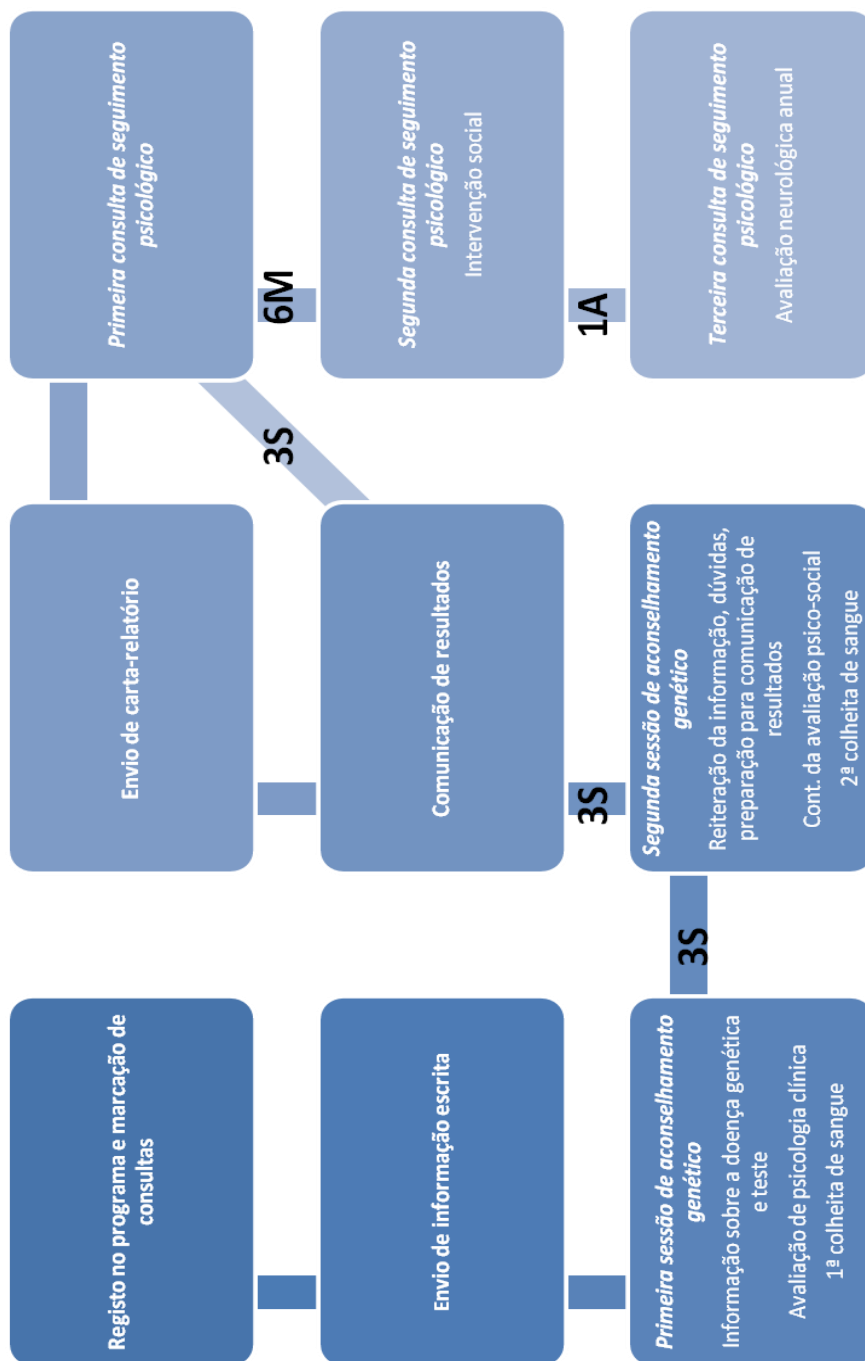 Registo no programa e marcação de
consultas
Envio de informação escrita
Primeira sessão de aconselhamento
genético
Informação sobre a doença genética
e teste
Avaliação de psicologia clínica
1ª colheita de sangue
3S
Segunda sessão de aconselhamento
genético
Reiteração da informação, dúvidas,
preparação para comunicação de
resultados
Cont. da avaliação psico-social
2ª colheita de sangue
3S
Comunicação de resultados
Envio de carta-relatório
3S
Primeira consulta de seguimento
psicológico
6M
Segunda consulta de seguimento
psicológico
Intervenção social
1A
Terceira consulta de seguimento
psicológico
Avaliação neurológica anual